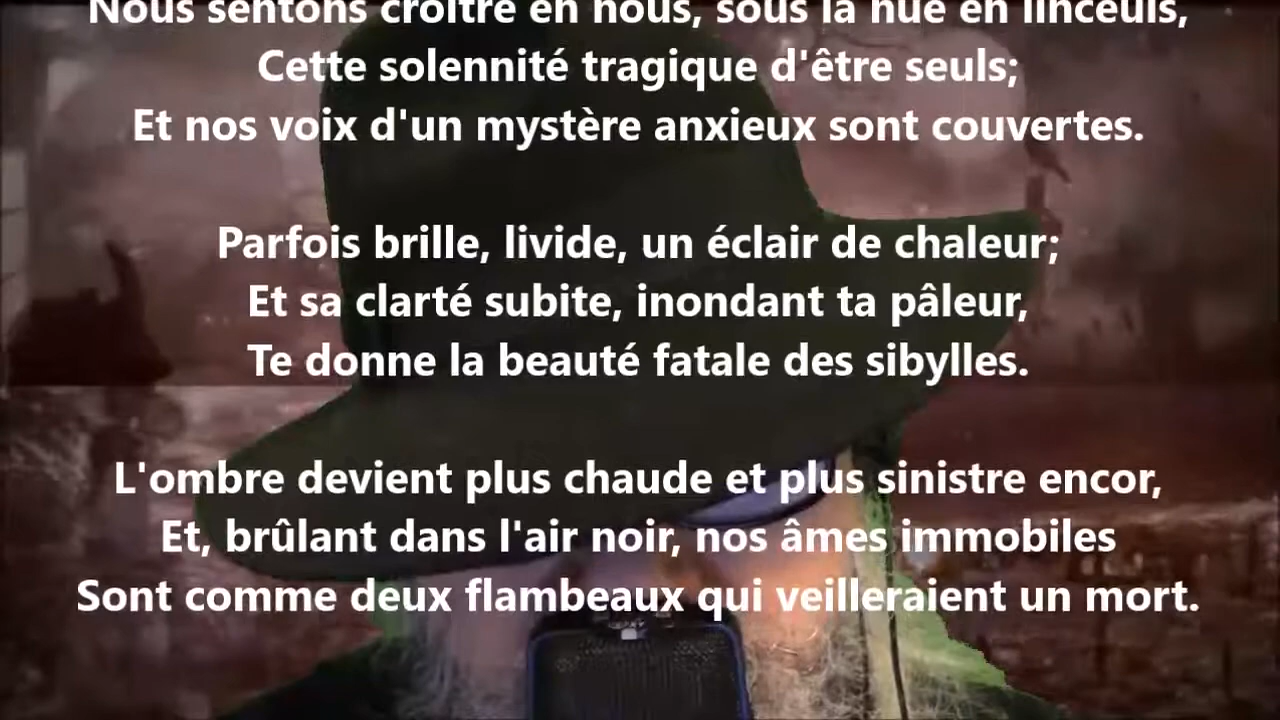 Nous sentons croître en nous, sous la nue en linceuls,
Cette solennité tragique d'être seuls;
Et nos voix d'un mystère anxieux sont couvertes.
Parfois brille, livide, un éclair de chaleur;
Et sa clarté subite, inondant ta pâleur,
Te donne la beauté fatale des sibylles.
L'ombre devient plus chaude et plus sinistre encor,
Et, brûlant dans l'air noir, nos âmes immobiles
Sont comme deux flambeaux qui veilleraient un mort.